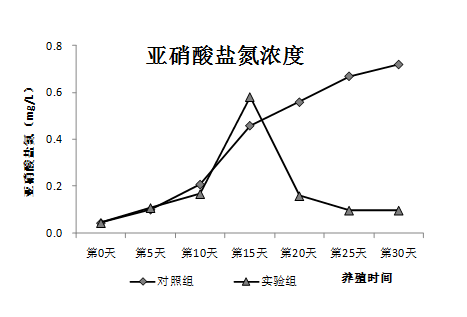 亚硝酸盐氮浓度
亚硝酸盐氮（mg/L）
0.8
0.6
0.4
0.2
0.0
第0天 第5天 第10天 第15天 第20天 第25天 第30天
对照组 实验组 养殖时间